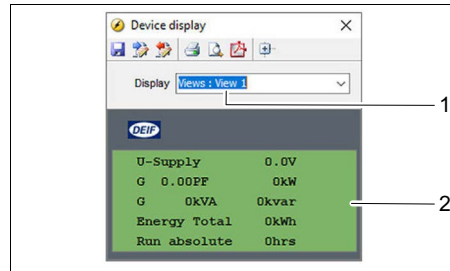 Device display
Display Views : View 1
1
DEIF
U-Supply 0.0V
G 0.00PF 0kW
G 0kVA 0kvar
2
Energy Total 0kWh
Run absolute 0hrs